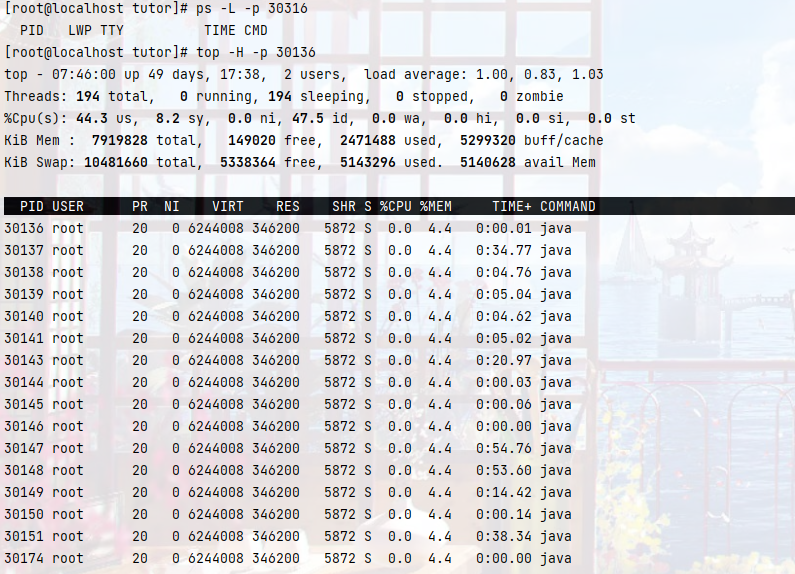 [root@localhost tutor]# ps -L -p 30316
  PID   LWP TTY          TIME CMD
[root@localhost tutor]# top -H -p 30136
top - 07:46:00 up 49 days, 17:38,  2 users,  load average: 1.00, 0.83, 1.03
Threads: 194 total,   0 running, 194 sleeping,   0 stopped,   0 zombie
%Cpu(s): 44.3 us,  8.2 sy,  0.0 ni, 47.5 id,  0.0 wa,  0.0 hi,  0.0 si,  0.0 st
KiB Mem :  7919828 total,   149020 free,  2471488 used,  5299320 buff/cache
KiB Swap: 10481660 total,  5338364 free,  5143296 used.  5140628 avail Mem
  PID USER      PR  NI    VIRT    RES    SHR S %CPU %MEM     TIME+ COMMAND
30136 root      20   0 6244008 346200   5872 S  0.0  4.4   0:00.01 java
30137 root      20   0 6244008 346200   5872 S  0.0  4.4   0:34.77 java
30138 root      20   0 6244008 346200   5872 S  0.0  4.4   0:04.76 java
30139 root      20   0 6244008 346200   5872 S  0.0  4.4   0:05.04 java
30140 root      20   0 6244008 346200   5872 S  0.0  4.4   0:04.62 java
30141 root      20   0 6244008 346200   5872 S  0.0  4.4   0:05.02 java
30143 root      20   0 6244008 346200   5872 S  0.0  4.4   0:20.97 java
30144 root      20   0 6244008 346200   5872 S  0.0  4.4   0:00.03 java
30145 root      20   0 6244008 346200   5872 S  0.0  4.4   0:00.06 java
30146 root      20   0 6244008 346200   5872 S  0.0  4.4   0:00.00 java
30147 root      20   0 6244008 346200   5872 S  0.0  4.4   0:54.76 java
30148 root      20   0 6244008 346200   5872 S  0.0  4.4   0:53.60 java
30149 root      20   0 6244008 346200   5872 S  0.0  4.4   0:14.42 java
30150 root      20   0 6244008 346200   5872 S  0.0  4.4   0:00.14 java
30151 root      20   0 6244008 346200   5872 S  0.0  4.4   0:38.34 java
30174 root      20   0 6244008 346200   5872 S  0.0  4.4   0:00.00 java